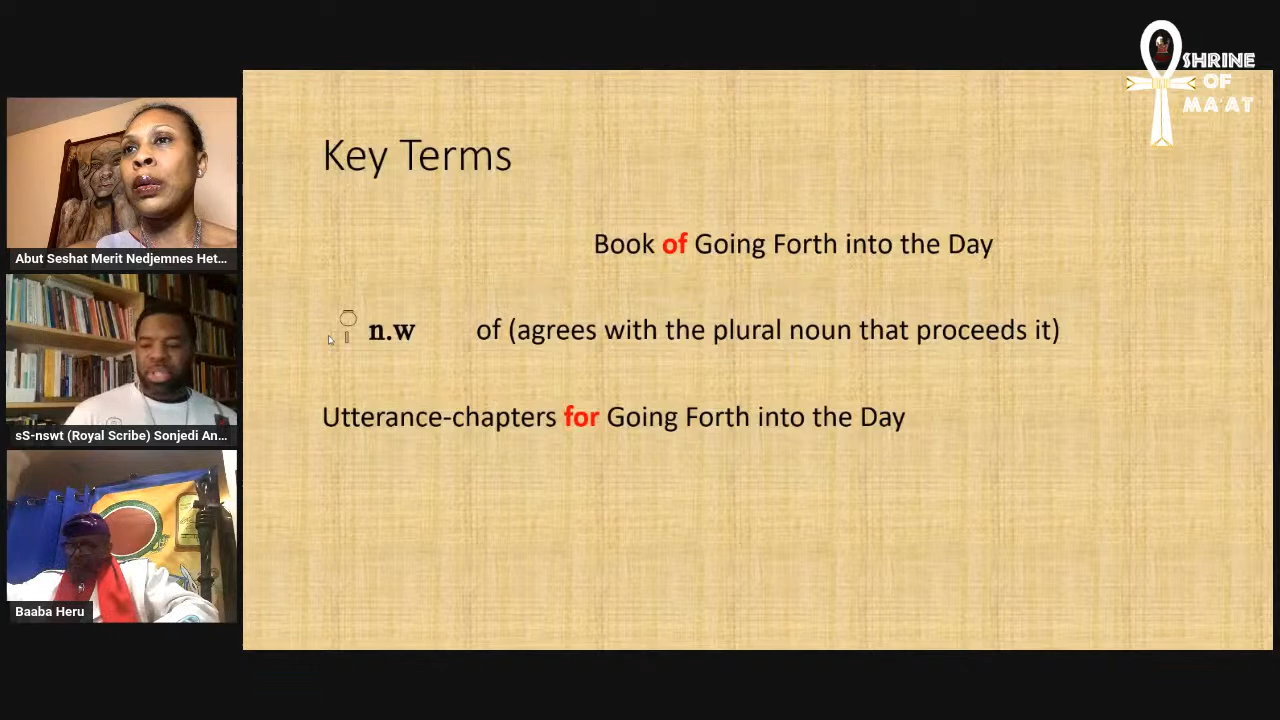 SHRINE
OF
MA'AT
Key Terms
Book of Going Forth into the Day
n.w of (agrees with the plural noun that proceeds it)
Utterance-chapters for Going Forth into the Day
Abut Seshat Merit Nedjemnes Het...
sS-nswt (Royal Scribe) Sonjedi An...
Baaba Heru